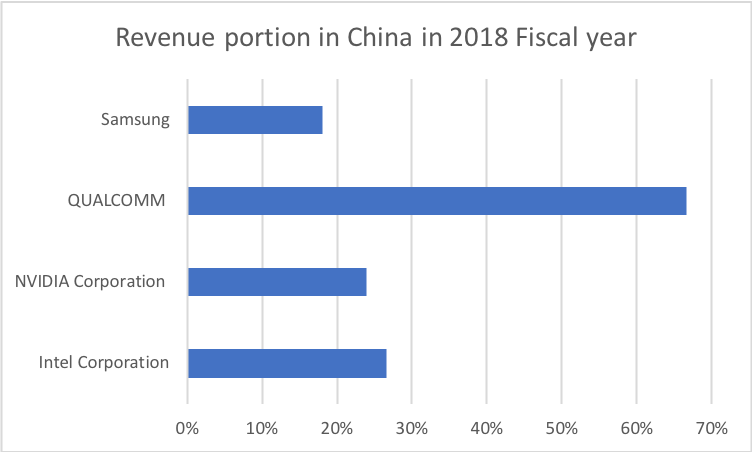 Revenue portion in China in 2018 Fiscal year
Samsung
QUALCOMM
NVIDIA Corporation
Intel Corporation
0% 10% 20% 30% 40% 50% 60% 70%